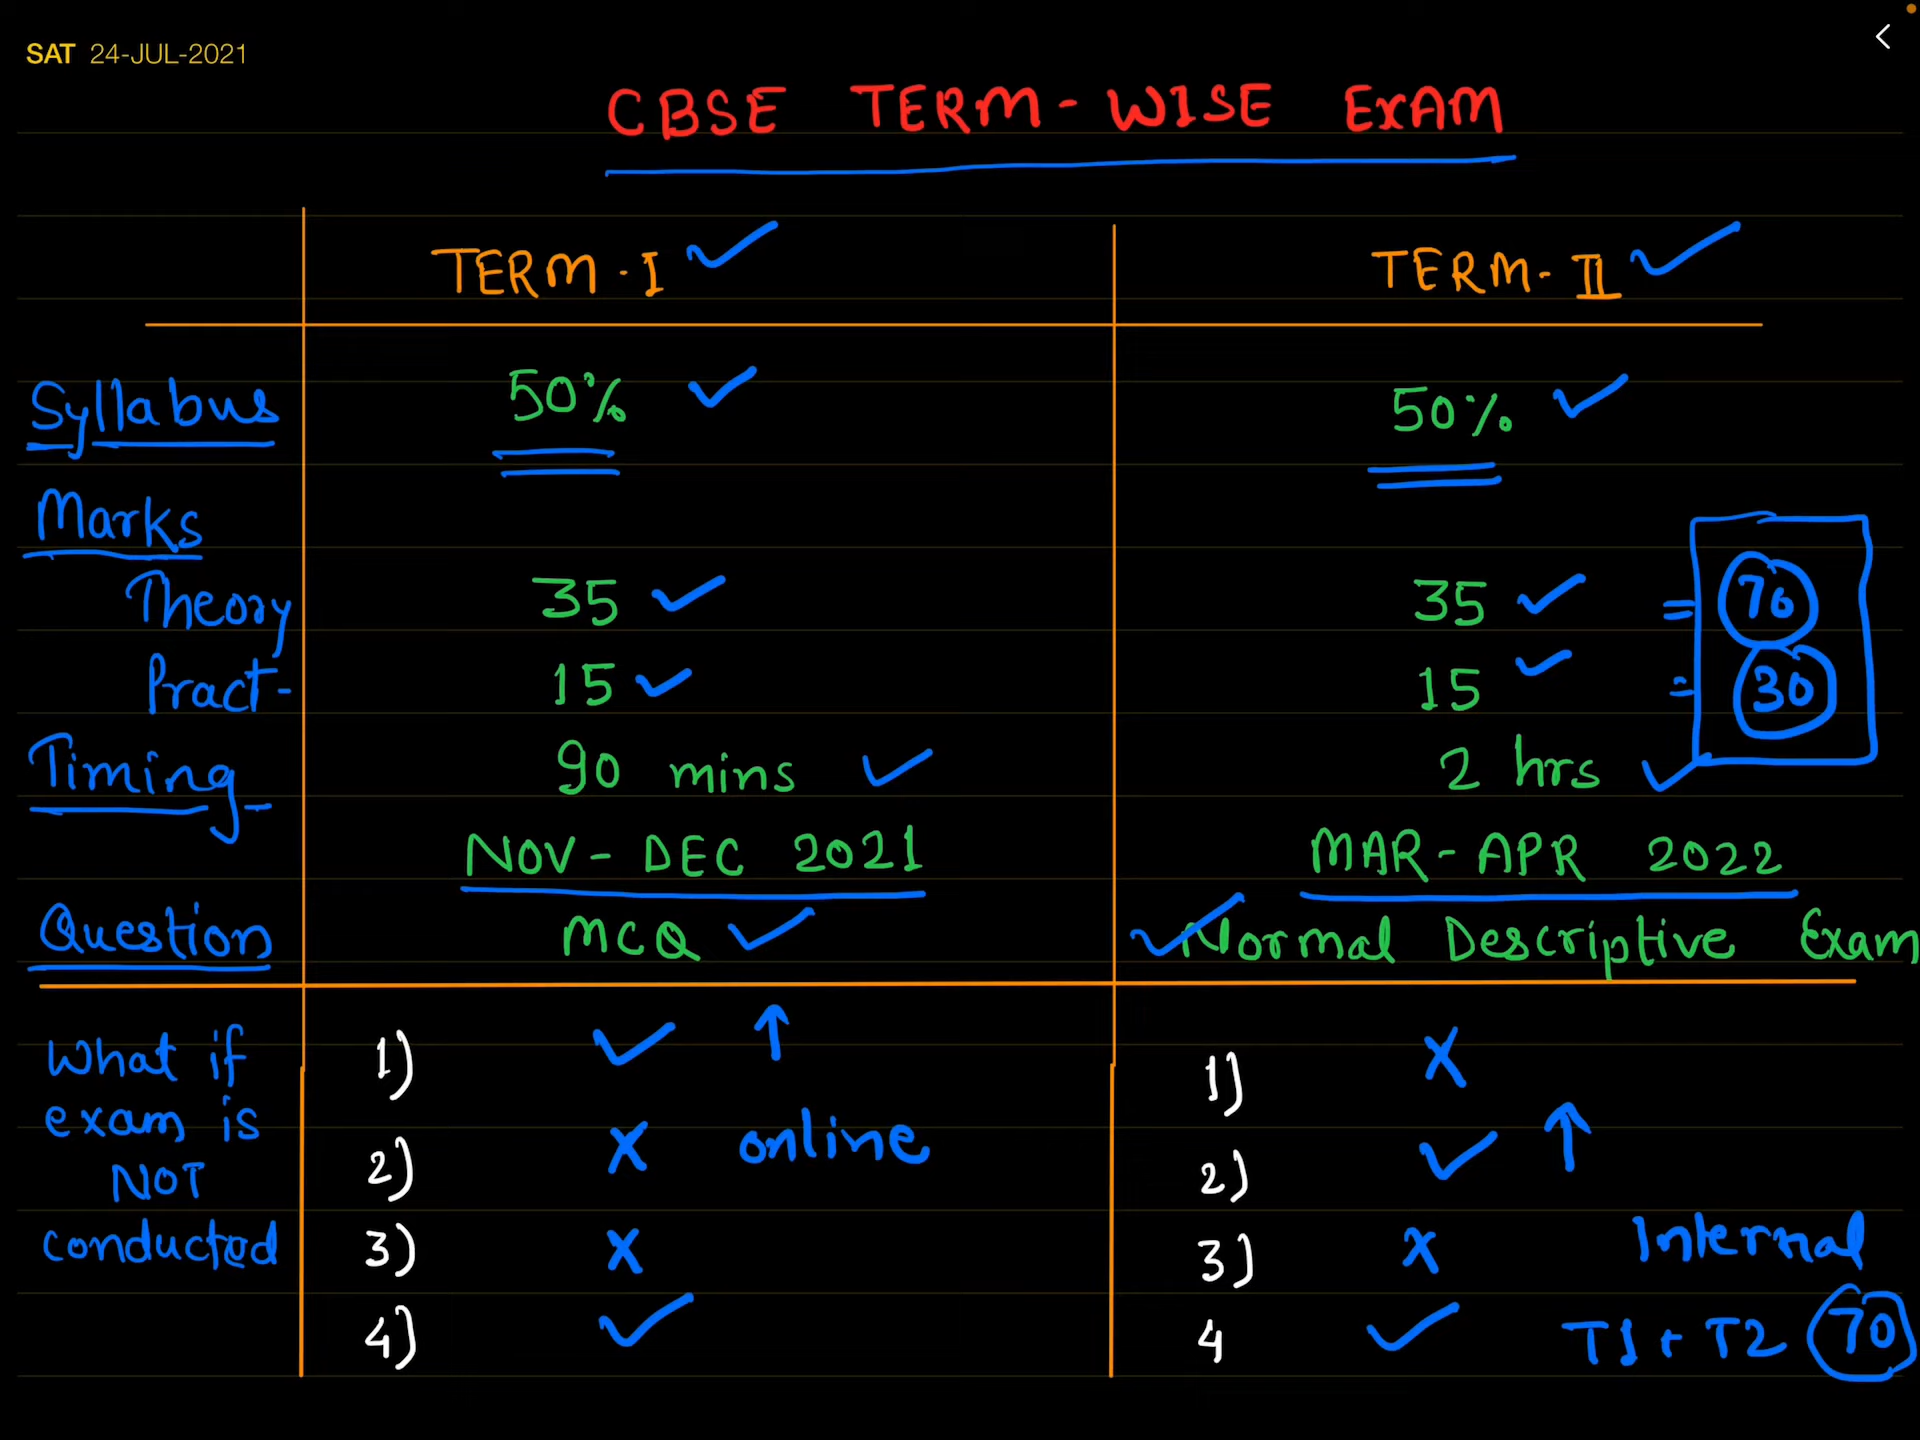 SAT 24-JUL-2021
CBSE TERM-WISE EXAM
TERM-I ✓ TERM-II ✓
Syllabus 50% ✓ 50% ✓
Marks
Theory 35 ✓ 35 ✓ = 70
Pract- 15 ✓ 15 ✓ = 30
Timing- 90 mins ✓ 2 hrs ✓
NOV-DEC 2021 MAR-APR 2022
Question MCQ ✓ ✓ Normal Descriptive Exam
What if 1) ✓ ↑ 1) X
exam is 2) X online 2) ✓ ↑
NOT
conducted 3) X 3) X Internal
4) ✓ 4 ✓ T1+T2 70